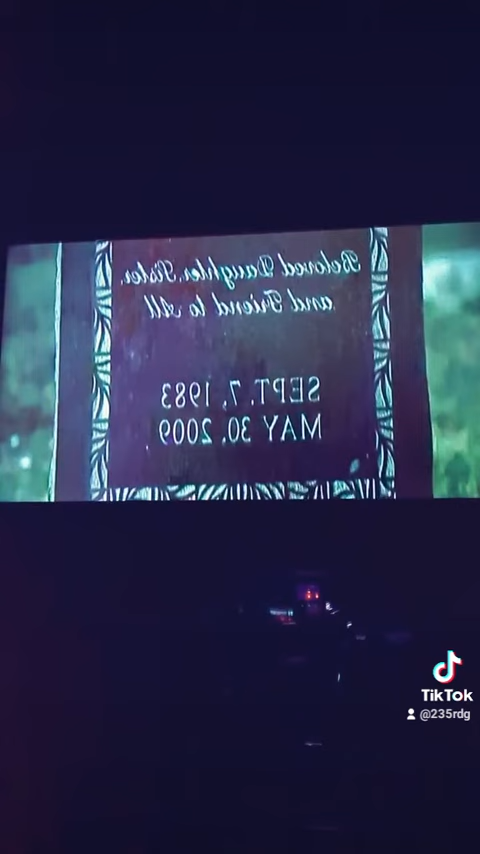 Beloved Daughter, Sister,
and Friend to All
SEPT. 7, 1983
MAY 30, 2009
TikTok
@235rdg